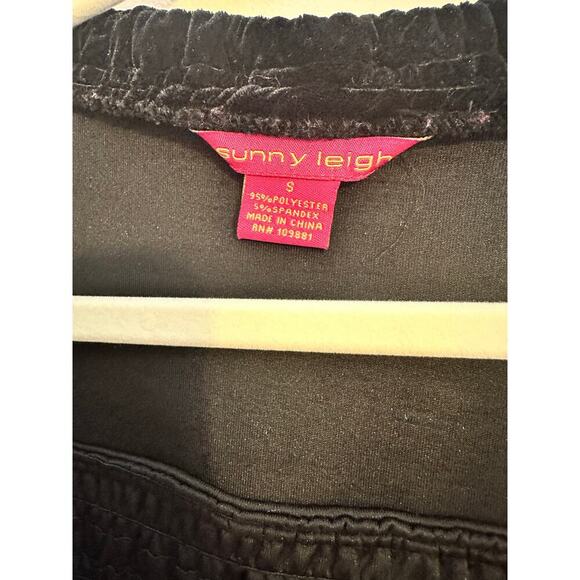 sunny leigh
S
95%POLYESTER
5%SPANDEX
MADE IN CHINA
RN# 109881